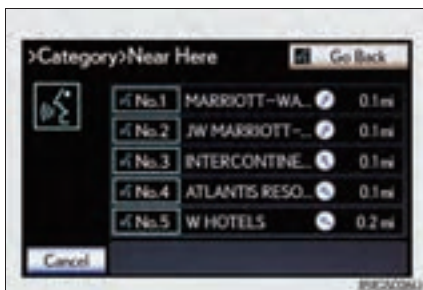 >Category>Near Here
Go Back
No.1 MARRIOTT-WA... 0.1mi
No.2 JW MARRIOTT-... 0.1mi
No.3 INTERCONTINE... 0.1mi
No.4 ATLANTIS RESO... 0.1mi
No.5 W HOTELS 0.2mi
Cancel